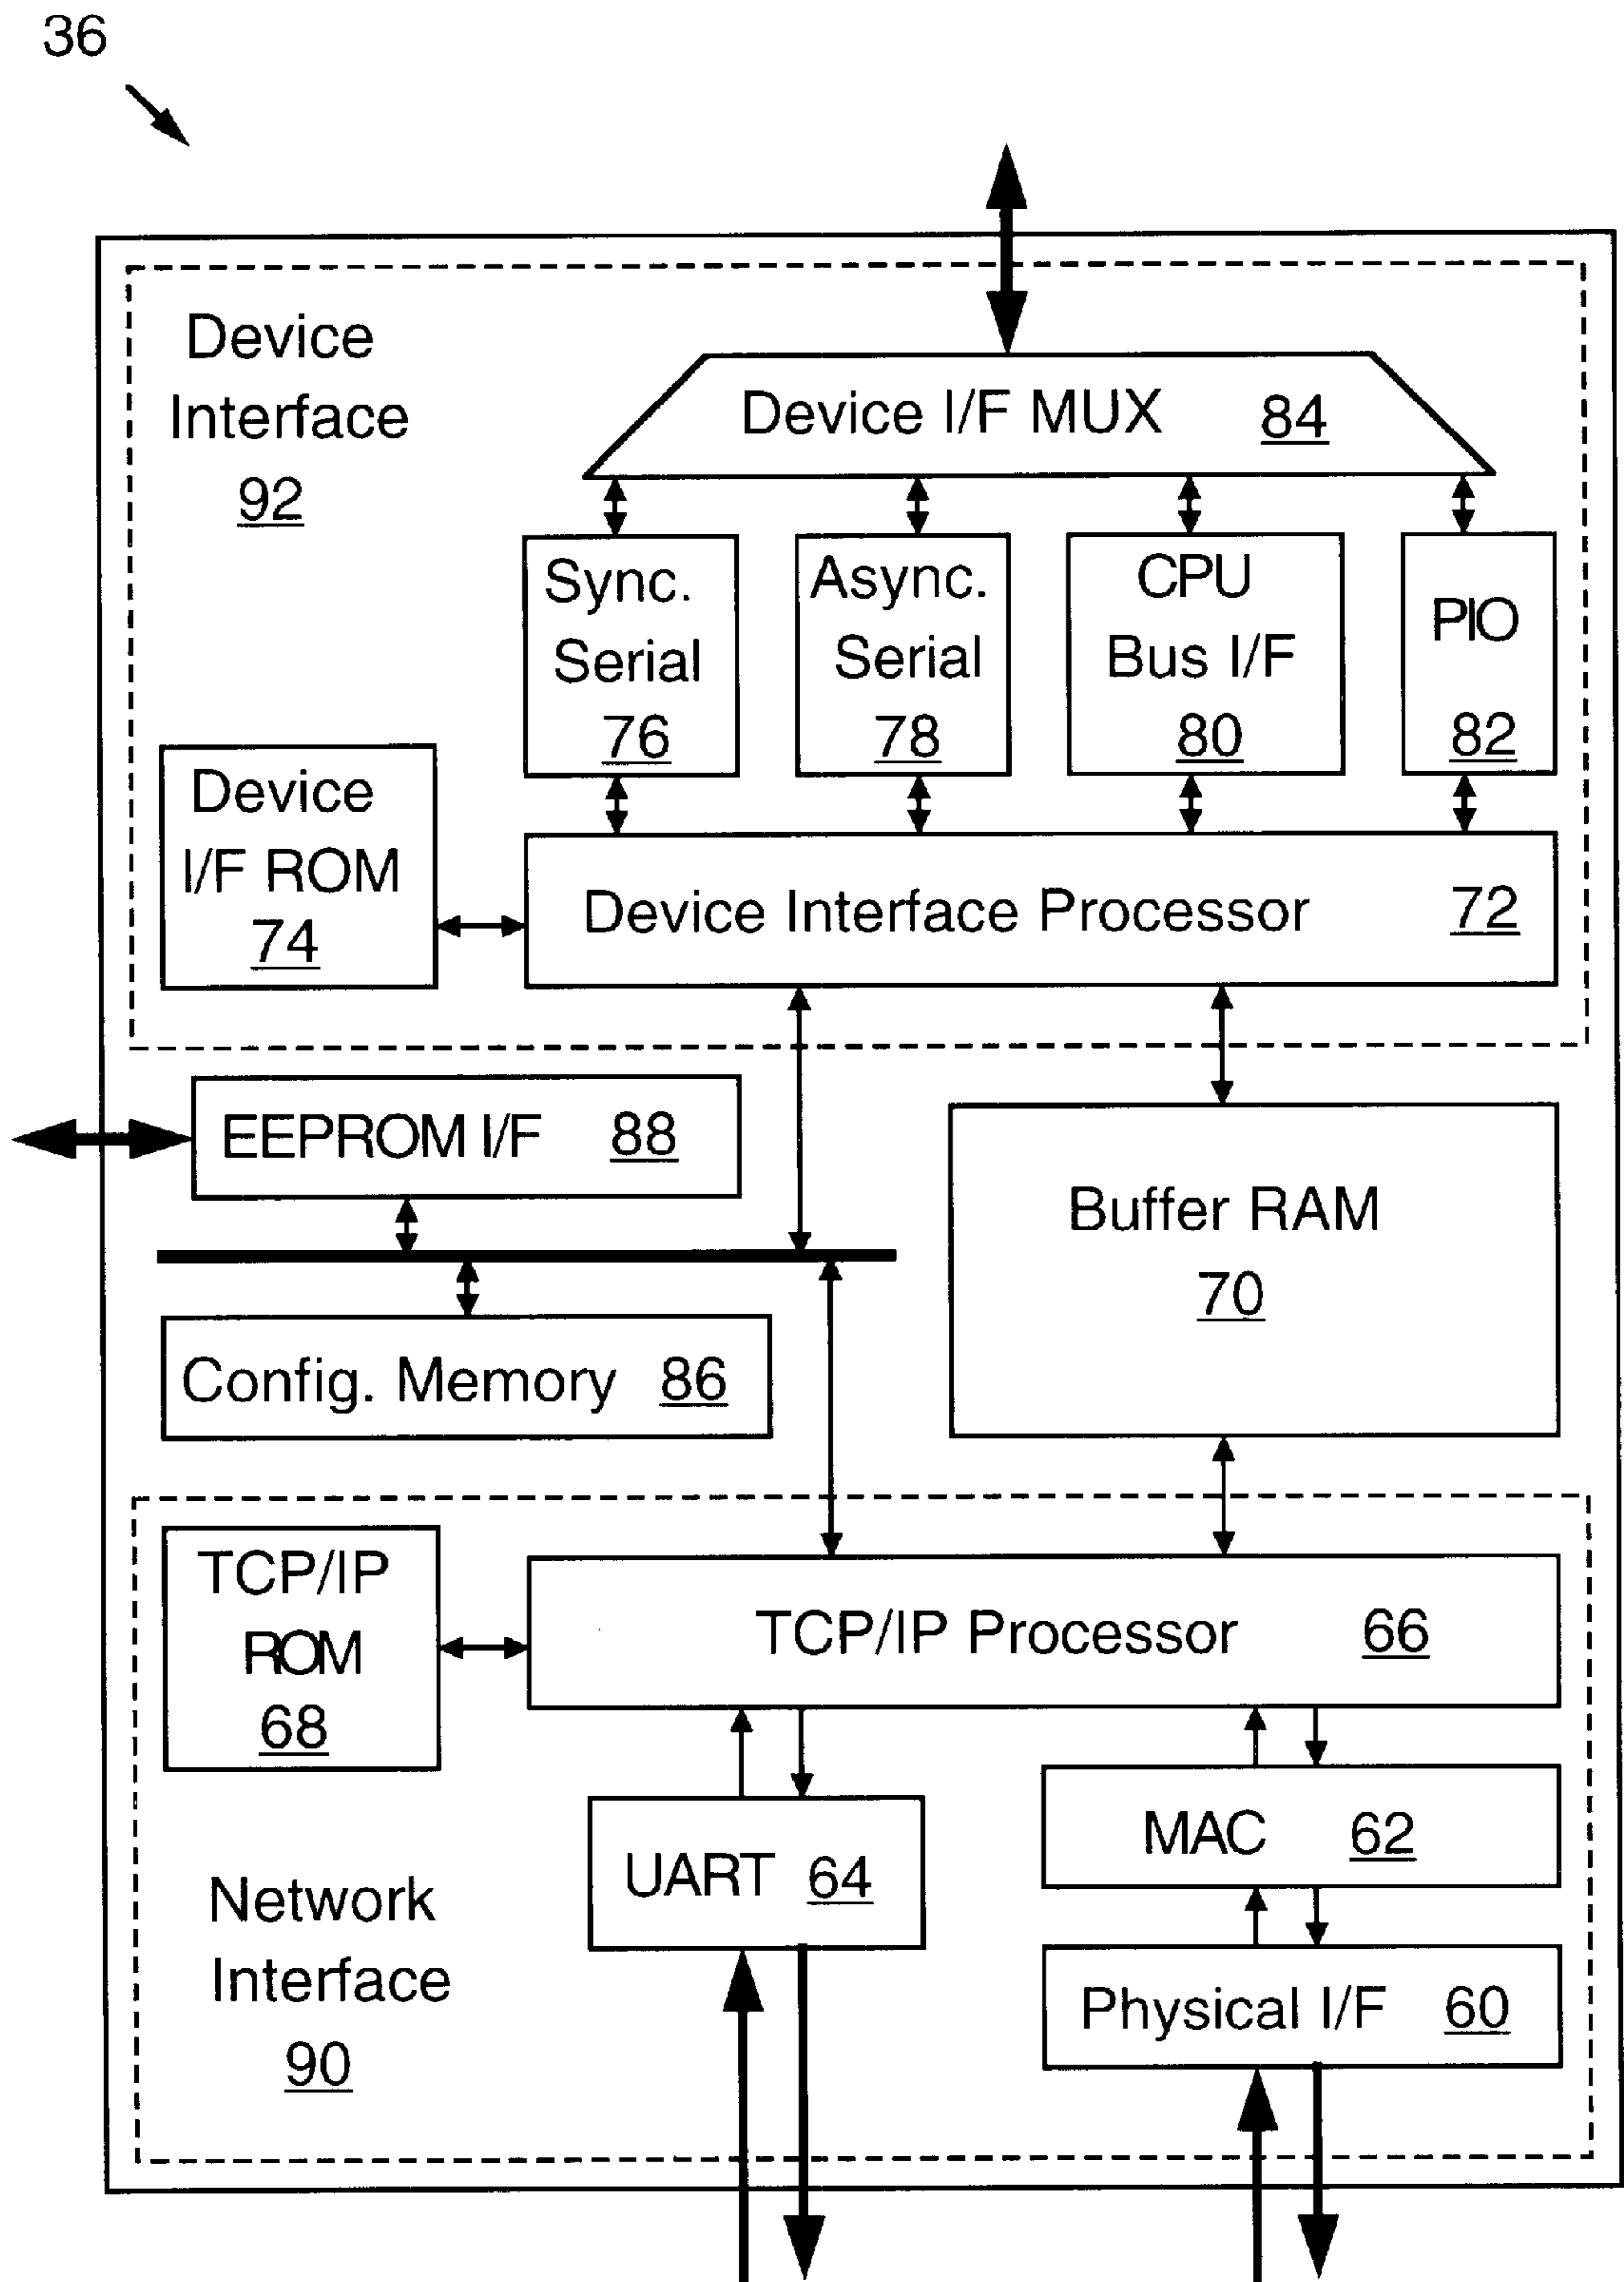 36
Device
Interface
92
Device I/F MUX 84
Sync.
Serial
76
Async.
Serial
78
CPU
Bus I/F
80
PIO
82
Device
I/F ROM
74
Device Interface Processor 72
EEPROM I/F 88
Buffer RAM
70
Config. Memory 86
TCP/IP
ROM
68
TCP/IP Processor 66
UART 64
MAC 62
Network
Interface
90
Physical I/F 60